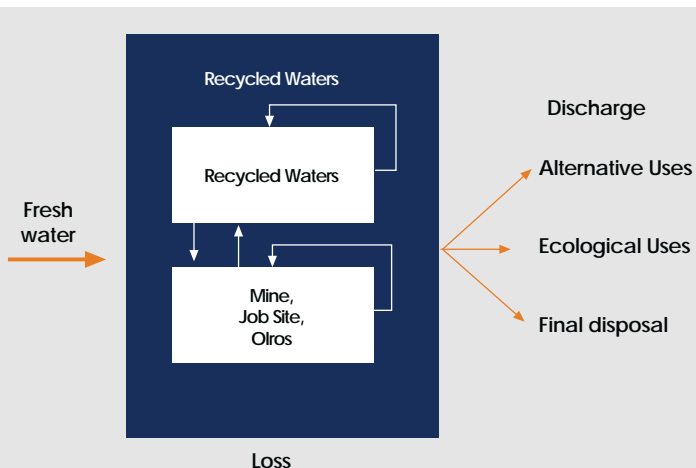 Recycled Waters
Discharge
Recycled Waters
Alternative Uses
Fresh
water
Ecological Uses
Mine,
Job Site,
Olros
Final disposal
Loss